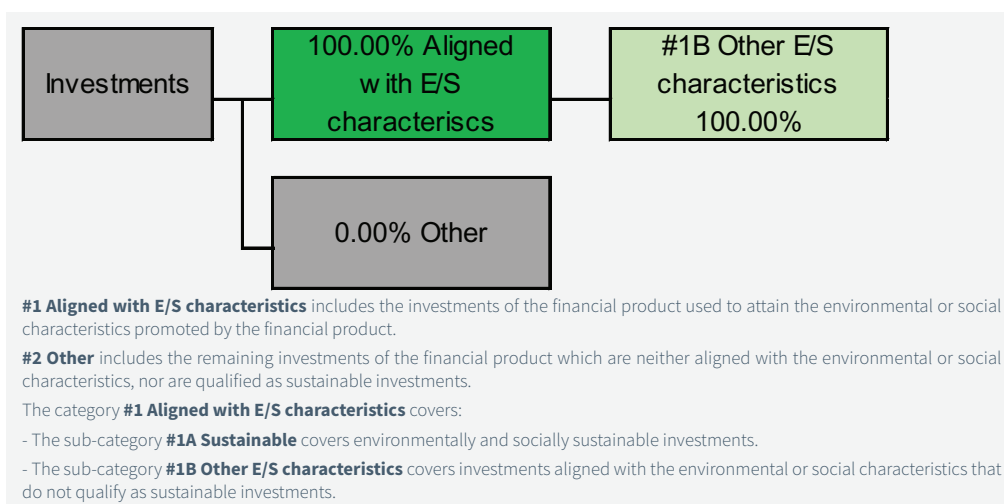 Investments
100.00% Aligned
w ith E/S
characteriscs
#1B Other E/S
characteristics
100.00%
0.00% Other
#1 Aligned with E/S characteristics includes the investments of the financial product used to attain the environmental or social
characteristics promoted by the financial product.
#2 Other includes the remaining investments of the financial product which are neither aligned with the environmental or social
characteristics, nor are qualified as sustainable investments.
The category #1 Aligned with E/S characteristics covers:
- The sub-category #1A Sustainable covers environmentally and socially sustainable investments.
- The sub-category #1B Other E/S characteristics covers investments aligned with the environmental or social characteristics that
do not qualify as sustainable investments.